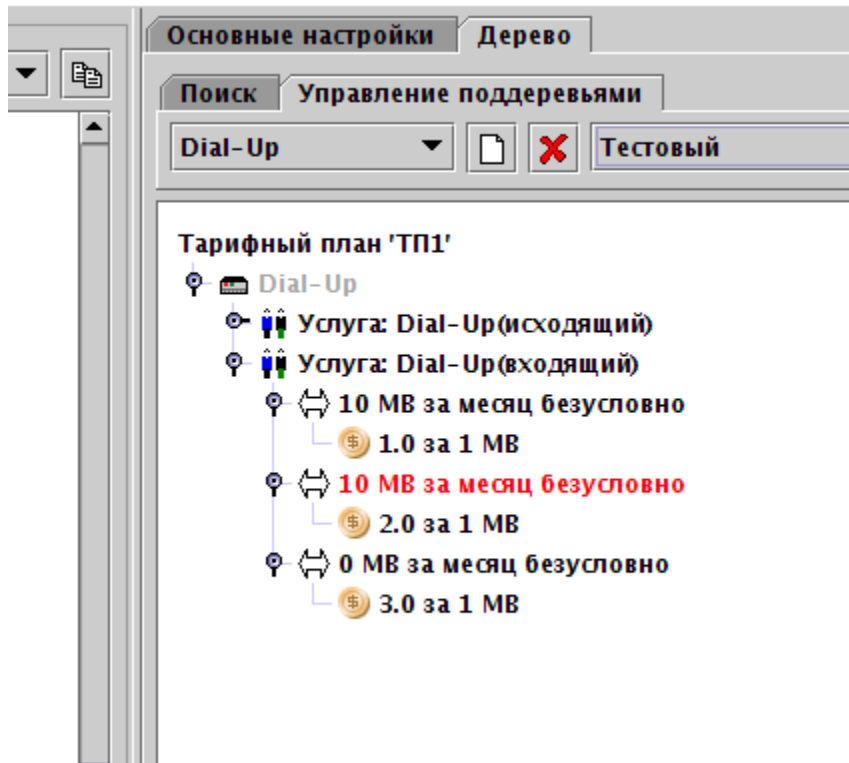 Основные настройки Дерево
Поиск Управление поддеревьями
Dial-Up Тестовый
Тарифный план 'ТП1'
Dial-Up
Услуга: Dial-Up(исходящий)
Услуга: Dial-Up(входящий)
10 MB за месяц безусловно
1.0 за 1 MB
10 MB за месяц безусловно
2.0 за 1 MB
0 MB за месяц безусловно
3.0 за 1 MB